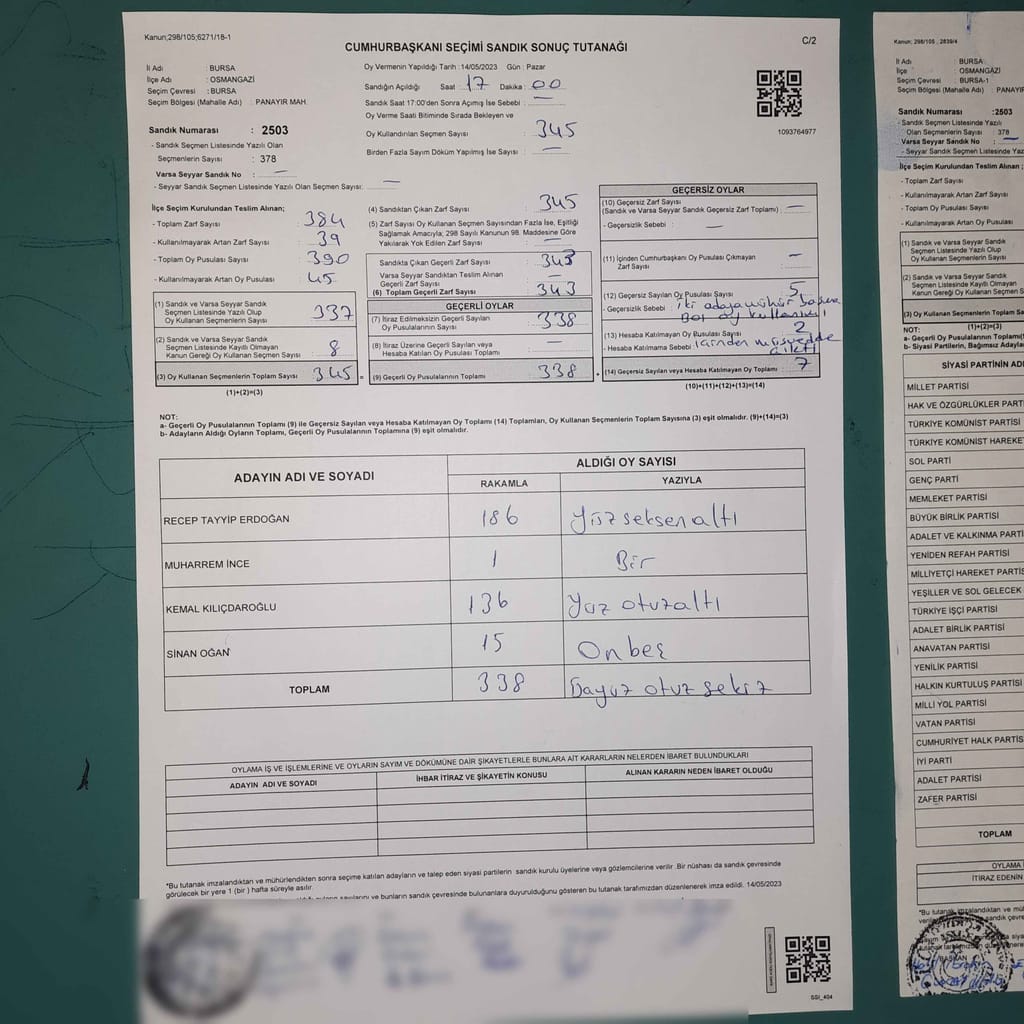 Kanun;298/105;6271/18-1
C/2
CUMHURBAŞKANI SEÇİMİ SANDIK SONUÇ TUTANAĞI
İl Adı : BURSA
İlçe Adı : OSMANGAZİ
Seçim Çevresi : BURSA
Seçim Bölgesi (Mahalle Adı) : PANAYIR MAH.
Oy Vermenin Yapıldığı Tarih : 14/05/2023 Gün : Pazar
Sandığın Açıldığı Saat : 17 Dakika : 00
Sandık Saat 17:00'den Sonra Açımış İse Sebebi : —
Oy Verme Saati Bitiminde Sırada Bekleyen ve
Oy Kullandırılan Seçmen Sayısı : 345
Birden Fazla Sayım Döküm Yapılmış İse Sayısı : —
1093764977
Sandık Numarası : 2503
- Sandık Seçmen Listesinde Yazılı Olan
Seçmenlerin Sayısı : 378
Varsa Seyyar Sandık No : —
- Seyyar Sandık Seçmen Listesinde Yazılı Olan Seçmen Sayısı: —
İlçe Seçim Kurulundan Teslim Alınan;
- Toplam Zarf Sayısı : 384
- Kullanılmayarak Artan Zarf Sayısı : 39
- Toplam Oy Pusulası Sayısı : 390
- Kullanılmayarak Artan Oy Pusulası : 45
(1) Sandık ve Varsa Seyyar Sandık
Seçmen Listesinde Yazılı Olup
Oy Kullanan Seçmenlerin Sayısı : 337
(2) Sandık ve Varsa Seyyar Sandık
Seçmen Listesinde Kayıtlı Olmayan
Kanun Gereği Oy Kullanan Seçmen Sayısı : 8
(3) Oy Kullanan Seçmenlerin Toplam Sayısı : 345 =
(1)+(2)=(3)
(4) Sandıktan Çıkan Zarf Sayısı : 345
(5) Zarf Sayısı Oy Kullanan Seçmen Sayısından Fazla İse, Eşitliği
Sağlamak Amacıyla; 298 Sayılı Kanunun 98. Maddesine Göre
Yakılarak Yok Edilen Zarf Sayısı : —
Sandıkta Çıkan Geçerli Zarf Sayısı : 343
Varsa Seyyar Sandıktan Teslim Alınan
Geçerli Zarf Sayısı : —
(6) Toplam Geçerli Zarf Sayısı : 343
GEÇERLİ OYLAR
(7) İtiraz Edilmeksizin Geçerli Sayılan
Oy Pusulalarının Sayısı : 338
(8) İtiraz Üzerine Geçerli Sayılan veya
Hesaba Katılan Oy Pusulası Toplamı : —
(9) Geçerli Oy Pusulalarının Toplamı : 338 +
GEÇERSİZ OYLAR
(10) Geçersiz Zarf Sayısı : —
(Sandık ve Varsa Seyyar Sandık Geçersiz Zarf Toplamı)
- Geçersizlik Sebebi : —
(11) İçinden Cumhurbaşkanı Oy Pusulası Çıkmayan
Zarf Sayısı : —
(12) Geçersiz Sayılan Oy Pusulası Sayısı : 5
- Geçersizlik Sebebi : iki adaya mühür basma
Boş oy kullanılması
(13) Hesaba Katılmayan Oy Pusulası Sayısı : 2
- Hesaba Katılmama Sebebi : içinden müsvedde
çıktı
(14) Geçersiz Sayılan veya Hesaba Katılmayan Oy Toplamı : 7
(10)+(11)+(12)+(13)=(14)
NOT:
a- Geçerli Oy Pusulalarının Toplamı (9) ile Geçersiz Sayılan veya Hesaba Katılmayan Oy Toplamı (14) Toplamları, Oy Kullanan Seçmenlerin Toplam Sayısına (3) eşit olmalıdır. (9)+(14)=(3)
b- Adayların Aldığı Oyların Toplamı, Geçerli Oy Pusulalarının Toplamına (9) eşit olmalıdır.
ADAYIN ADI VE SOYADI
ALDIĞI OY SAYISI
RAKAMLA YAZIYLA
RECEP TAYYİP ERDOĞAN 186 Yüz seksen altı
MUHARREM İNCE 1 Bir
KEMAL KILIÇDAROĞLU 136 Yüz otuz altı
SİNAN OĞAN 15 On beş
TOPLAM 338 otuz sekiz
OYLAMA İŞ VE İŞLEMLERİNE VE OYLARIN SAYIM VE DÖKÜMÜNE DAİR ŞİKAYETLERLE BUNLARA AİT KARARLARIN NELERDEN İBARET BULUNDUKLARI
ADAYIN ADI VE SOYADI İHBAR İTİRAZ VE ŞİKAYETİN KONUSU ALINAN KARARIN NEDEN İBARET OLDUĞU
*Bu tutanak imzalandıktan ve mühürlendikten sonra seçime katılan adayların ve talep eden siyasi partilerin sandık kurulu üyelerine veya gözlemcilerine verilir .Bir nüshası da sandık çevresinde
görülecek bir yere 1 (bir ) hafta süreyle asılır.
sayılarını ve bunların sandık çevresinde bulunanlara duyurulduğunu gösteren bu tutanak tarafımızdan düzenlenerek imza edildi. 14/05/2023
SSİ_404
Kanun; 298/105 , 2839/4
İl Adı : BURSA
İlçe : OSMANGAZİ
Seçim Çevresi : BURSA-1
Seçim Bölgesi (Mahalle Adı) : PANAYIR
Sandık Numarası :2503
- Sandık Seçmen Listesinde Yazılı
Olan Seçmenlerin Sayısı : 378
Varsa Seyyar Sandık No : —
- Seyyar Sandık Seçmen Listesinde Yaz
İlçe Seçim Kurulundan Teslim Alınan;
- Toplam Zarf Sayısı
- Kullanılmayarak Artan Zarf Sayısı
- Toplam Oy Pusulası Sayısı
- Kullanılmayarak Artan Oy Pusulası
(1) Sandık ve Varsa Seyyar Sandık
Seçmen Listesinde Yazılı Olup
Oy Kullanan Seçmenlerin Sayısı
(2) Sandık ve Varsa Seyyar Sandık
Seçmen Listesinde Kayıtlı Olmayan
Kanun Gereği Oy Kullanan Seçmen S
(3) Oy Kullanan Seçmenlerin Toplam Sa
(1)+(2)=(3)
NOT:
a- Geçerli Oy Pusulalarının Toplamı(
b- Siyasi Partilerin, Bağımsız Adayla
SİYASİ PARTİNİN AD
MİLLET PARTİSİ
HAK VE ÖZGÜRLÜKLER PART
TÜRKİYE KOMÜNİST PARTİSİ
TÜRKİYE KOMÜNİST HAREKET
SOL PARTİ
GENÇ PARTİ
MEMLEKET PARTİSİ
BÜYÜK BİRLİK PARTİSİ
ADALET VE KALKINMA PARTİ
YENİDEN REFAH PARTİSİ
MİLLİYETÇİ HAREKET PARTİS
YEŞİLLER VE SOL GELECEK
TÜRKİYE İŞÇİ PARTİSİ
ADALET BİRLİK PARTİSİ
ANAVATAN PARTİSİ
YENİLİK PARTİSİ
HALKIN KURTULUŞ PARTİSİ
MİLLİ YOL PARTİSİ
VATAN PARTİSİ
CUMHURİYET HALK PARTİS
İYİ PARTİ
ADALET PARTİSİ
ZAFER PARTİSİ
TOPLAM
OYLAMA İ
İTİRAZ EDENİN
*Bu tutanak imzalandıktan ve mü
BAŞKAN